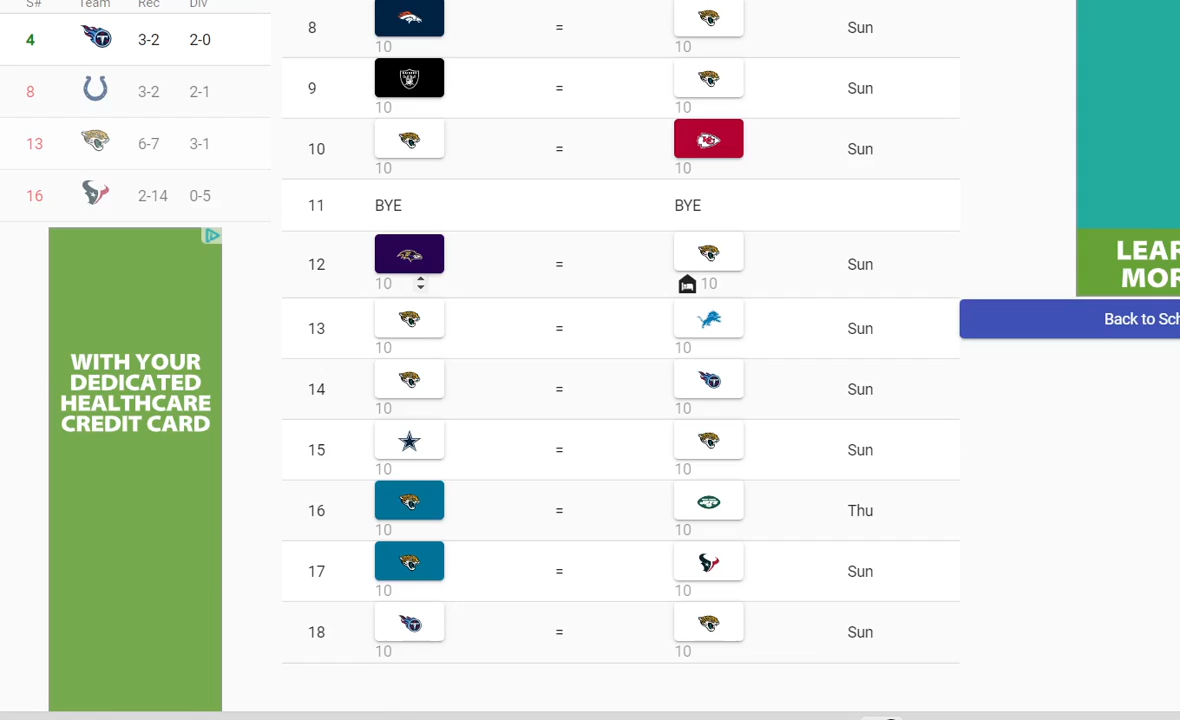 S# Team Rec Div
4 3-2 2-0
8 3-2 2-1
13 6-7 3-1
16 2-14 0-5
WITH YOUR
DEDICATED
HEALTHCARE
CREDIT CARD
8 = Sun
10 10
9 = Sun
10 10
10 = Sun
10 10
11 BYE BYE
12 = Sun
10 10
13 = Sun
10 10
14 = Sun
10 10
15 = Sun
10 10
16 = Thu
10 10
17 = Sun
10 10
18 = Sun
10 10
LEAR
MOR
Back to Sch